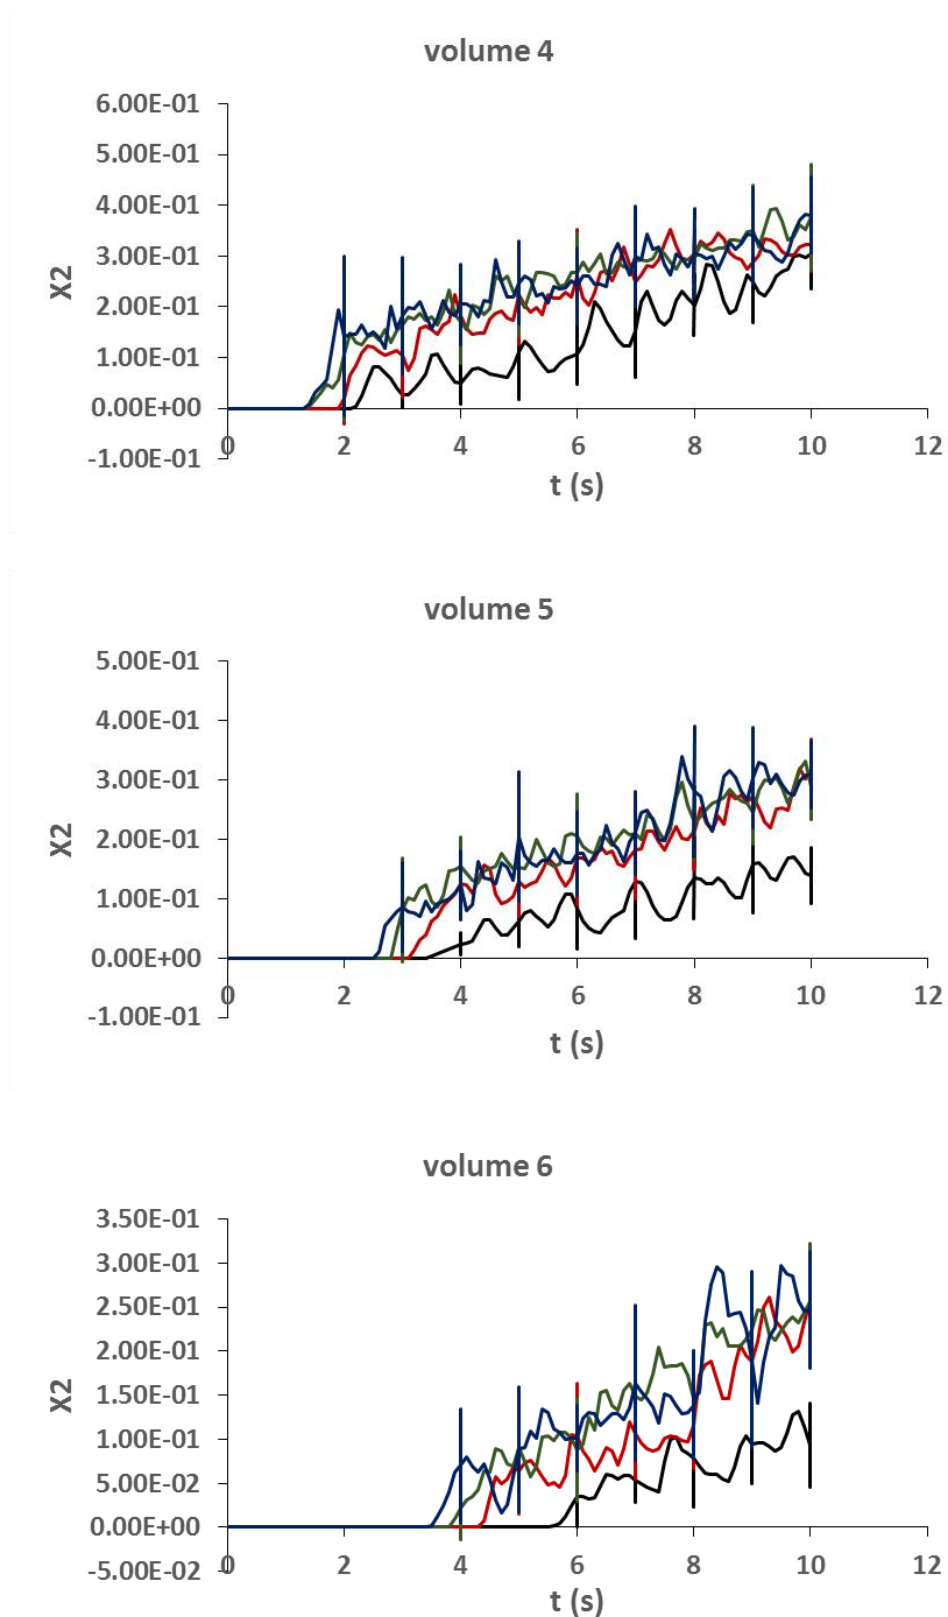 volume 4
6.00E-01
5.00E-01
4.00E-01
3.00E-01
2.00E-01
1.00E-01
0.00E+00
-1.00E-01
X2
0 2 4 6 8 10 12
t (s)
volume 5
5.00E-01
4.00E-01
3.00E-01
2.00E-01
1.00E-01
0.00E+00
-1.00E-01
X2
0 2 4 6 8 10 12
t (s)
volume 6
3.50E-01
3.00E-01
2.50E-01
2.00E-01
1.50E-01
1.00E-01
5.00E-02
0.00E+00
-5.00E-02
X2
0 2 4 6 8 10 12
t (s)